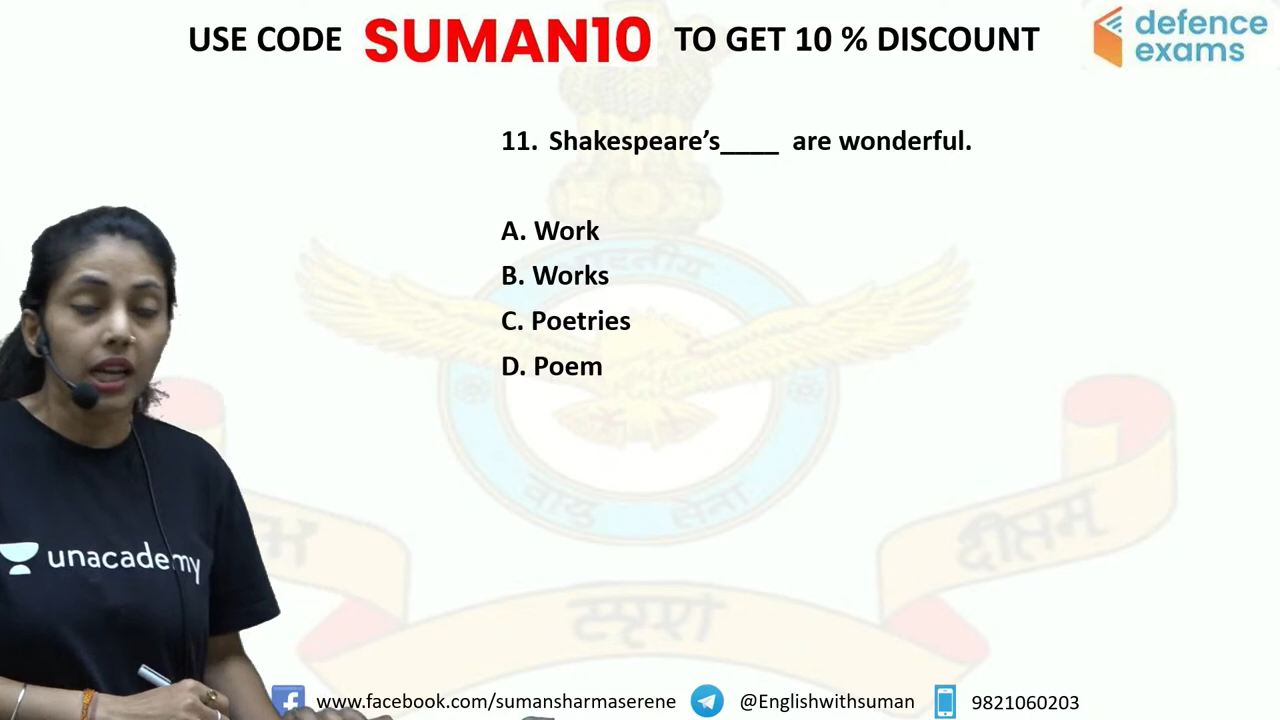 USE CODE SUMAN10 TO GET 10 % DISCOUNT
defence
exams
11. Shakespeare’s____ are wonderful.
A. Work
B. Works
C. Poetries
D. Poem
unacademy
www.facebook.com/sumansharmaserene @Englishwithsuman 9821060203